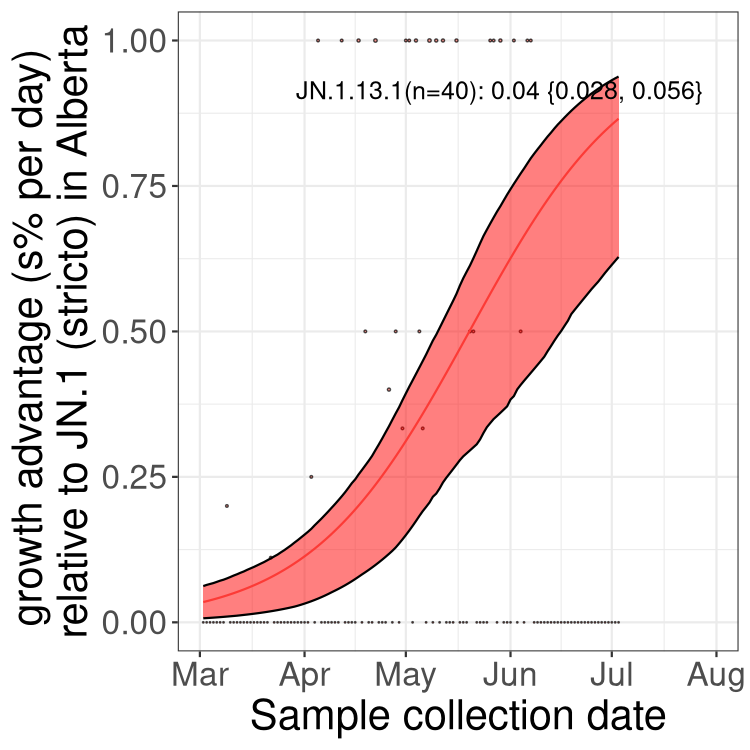 growth advantage (s% per day)
relative to JN.1 (stricto) in Alberta
1.00
0.75
0.50
0.25
0.00
JN.1.13.1(n=40): 0.04 {0.028, 0.056}
Mar Apr May Jun Jul Aug
Sample collection date